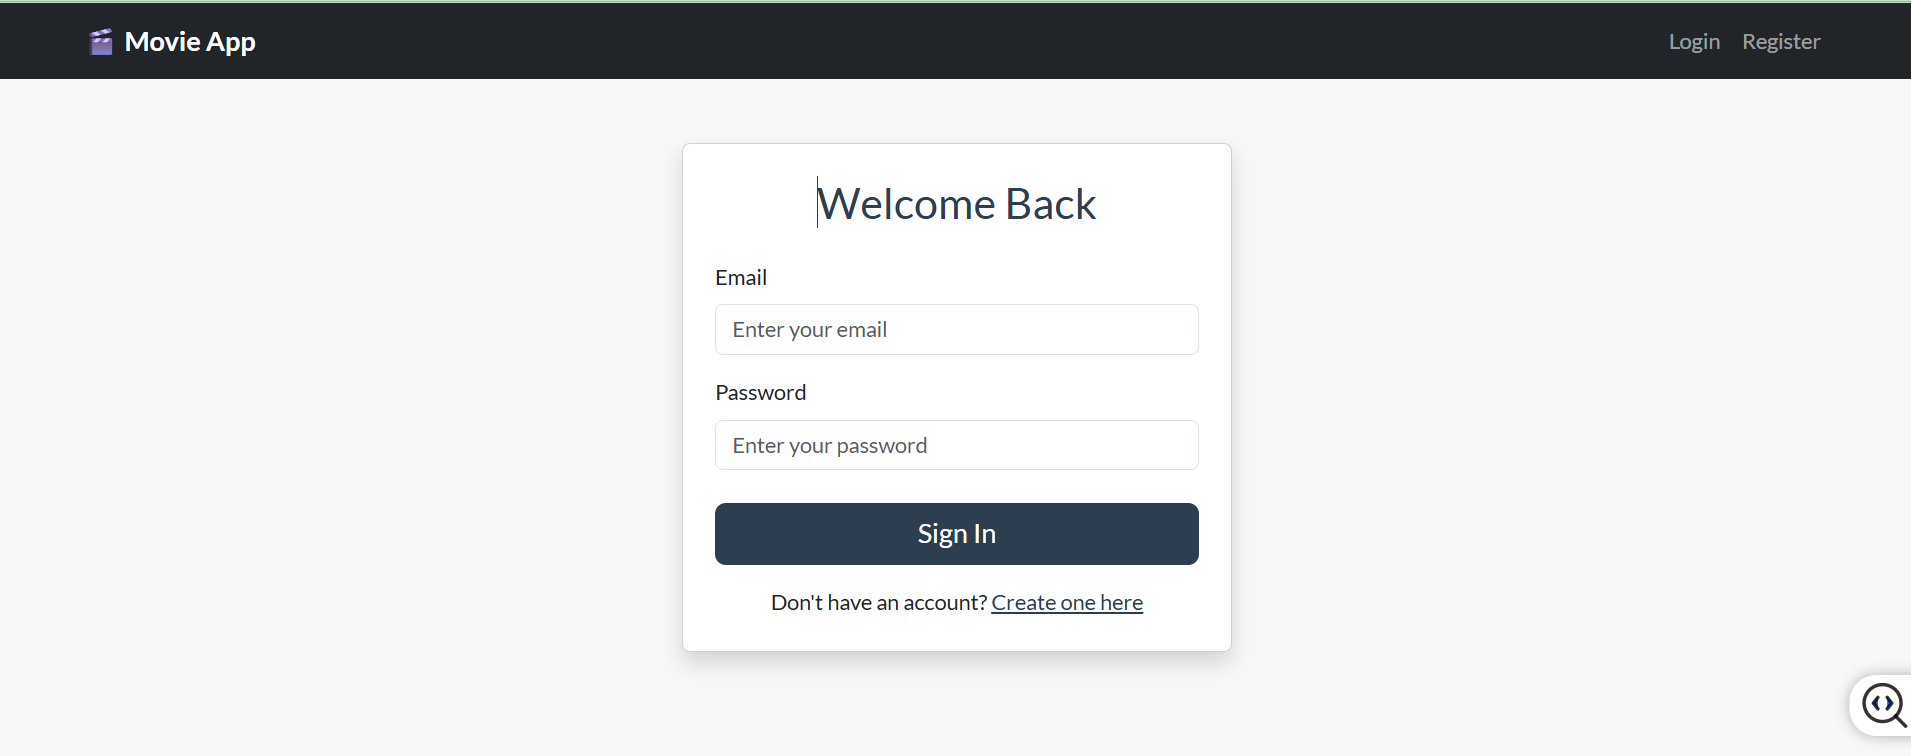 Movie App
Login Register
Welcome Back
Email
Enter your email
Password
Enter your password
Sign In
Don't have an account? Create one here